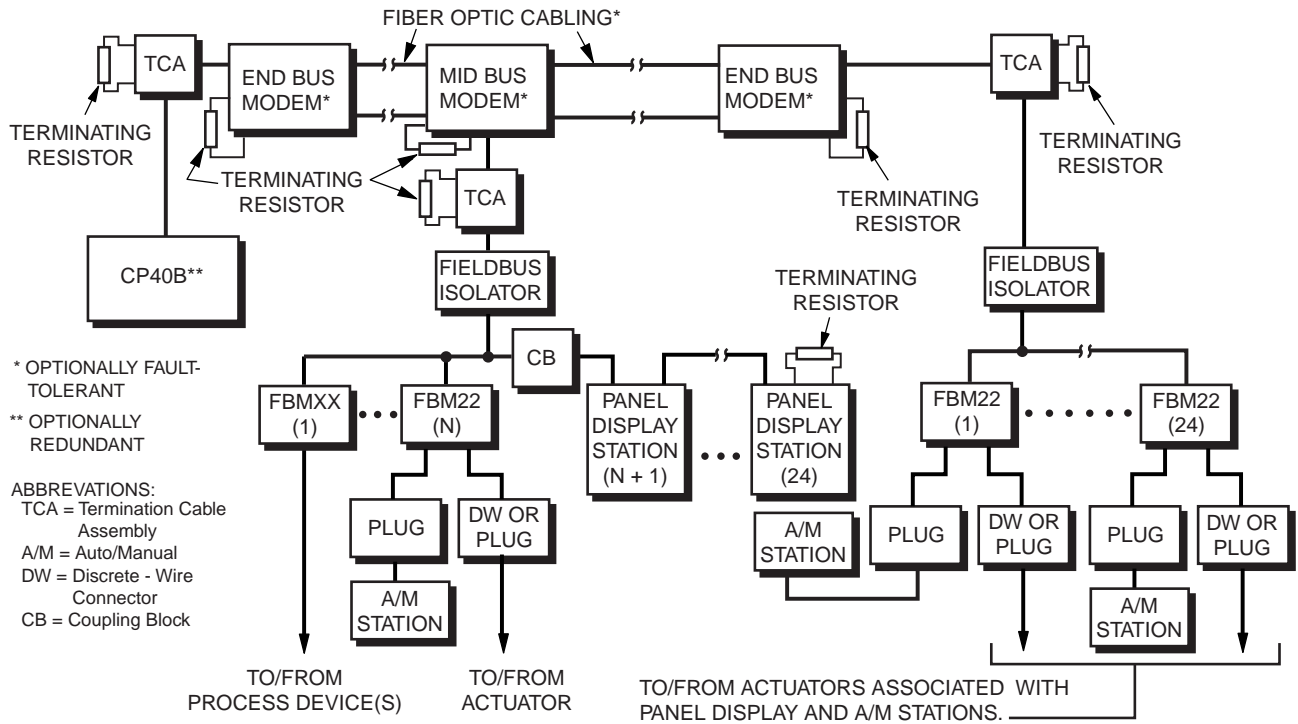 FIBER OPTIC CABLING*
TCA
END BUS
MODEM*
MID BUS
MODEM*
END BUS
MODEM*
TCA
TERMINATING
RESISTOR
TERMINATING
RESISTOR
TCA
TERMINATING
RESISTOR
TERMINATING
RESISTOR
CP40B**
FIELDBUS
ISOLATOR
TERMINATING
RESISTOR
FIELDBUS
ISOLATOR
* OPTIONALLY FAULT-
TOLERANT
** OPTIONALLY
REDUNDANT
CB
FBMXX
(1)
FBM22
(N)
PANEL
DISPLAY
STATION
(N + 1)
PANEL
DISPLAY
STATION
(24)
FBM22
(1)
FBM22
(24)
ABBREVATIONS:
TCA = Termination Cable
Assembly
A/M = Auto/Manual
DW = Discrete - Wire
Connector
CB = Coupling Block
PLUG
DW OR
PLUG
A/M
STATION
A/M
STATION
PLUG
DW OR
PLUG
PLUG
DW OR
PLUG
A/M
STATION
TO/FROM
PROCESS DEVICE(S)
TO/FROM
ACTUATOR
TO/FROM ACTUATORS ASSOCIATED WITH
PANEL DISPLAY AND A/M STATIONS.